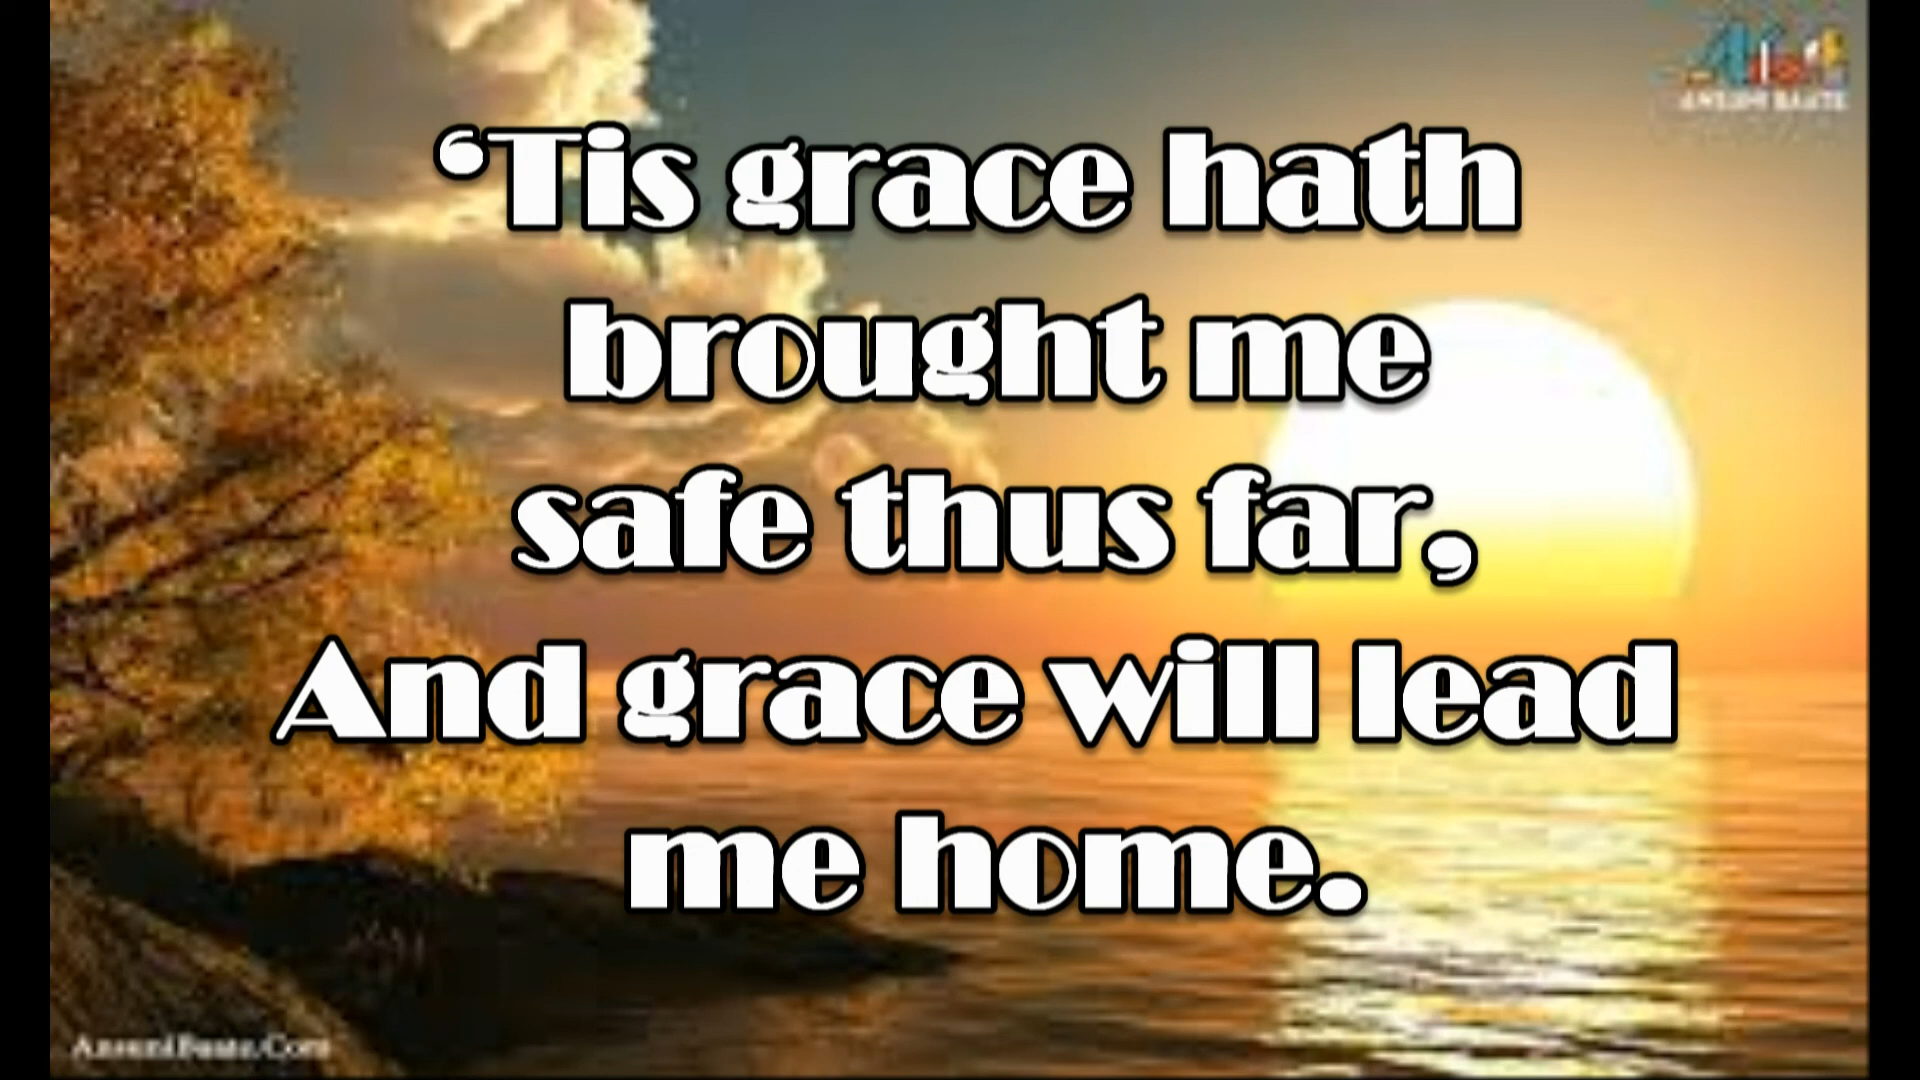 ‘Tis grace hath
brought me
safe thus far,
And grace will lead
me home.